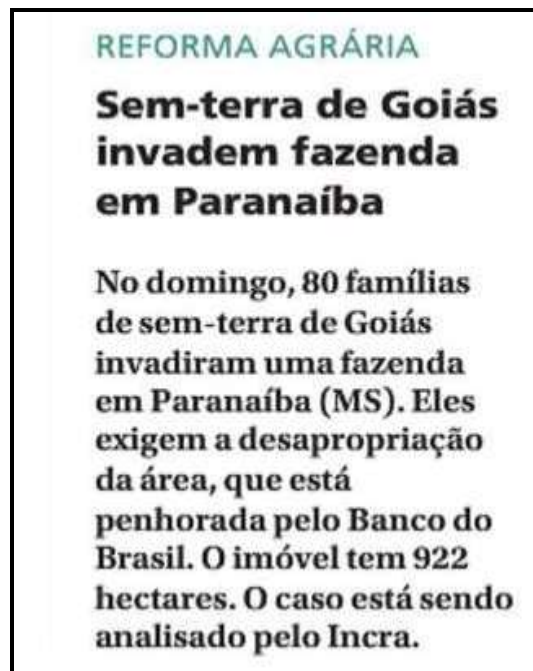 REFORMA AGRÁRIA
Sem-terra de Goiás
invadem fazenda
em Paranaíba
No domingo, 80 famílias
de sem-terra de Goiás
invadiram uma fazenda
em Paranaíba (MS). Eles
exigem a desapropriação
da área, que está
penhorada pelo Banco do
Brasil. O imóvel tem 922
hectares. O caso está sendo
analisado pelo Incra.